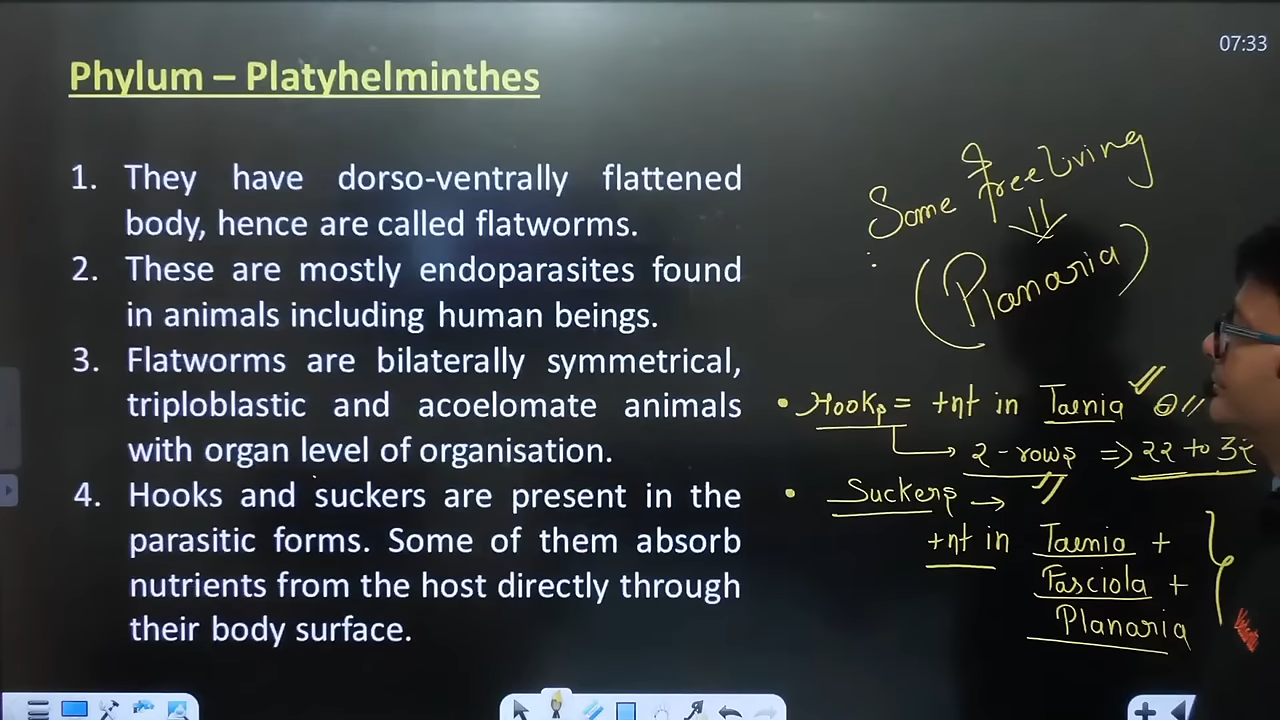 07:33
Phylum – Platyhelminthes
1. They have dorso-ventrally flattened
body, hence are called flatworms.
2. These are mostly endoparasites found
in animals including human beings.
3. Flatworms are bilaterally symmetrical,
triploblastic and acoelomate animals
with organ level of organisation.
4. Hooks and suckers are present in the
parasitic forms. Some of them absorb
nutrients from the host directly through
their body surface.
Some freeliving
(Planaria)
• Hooks = +nt in Taenia
2-rows ⇒ 22 to 32
• Suckers →
+nt in Taenia +
Fasciola +
Planaria